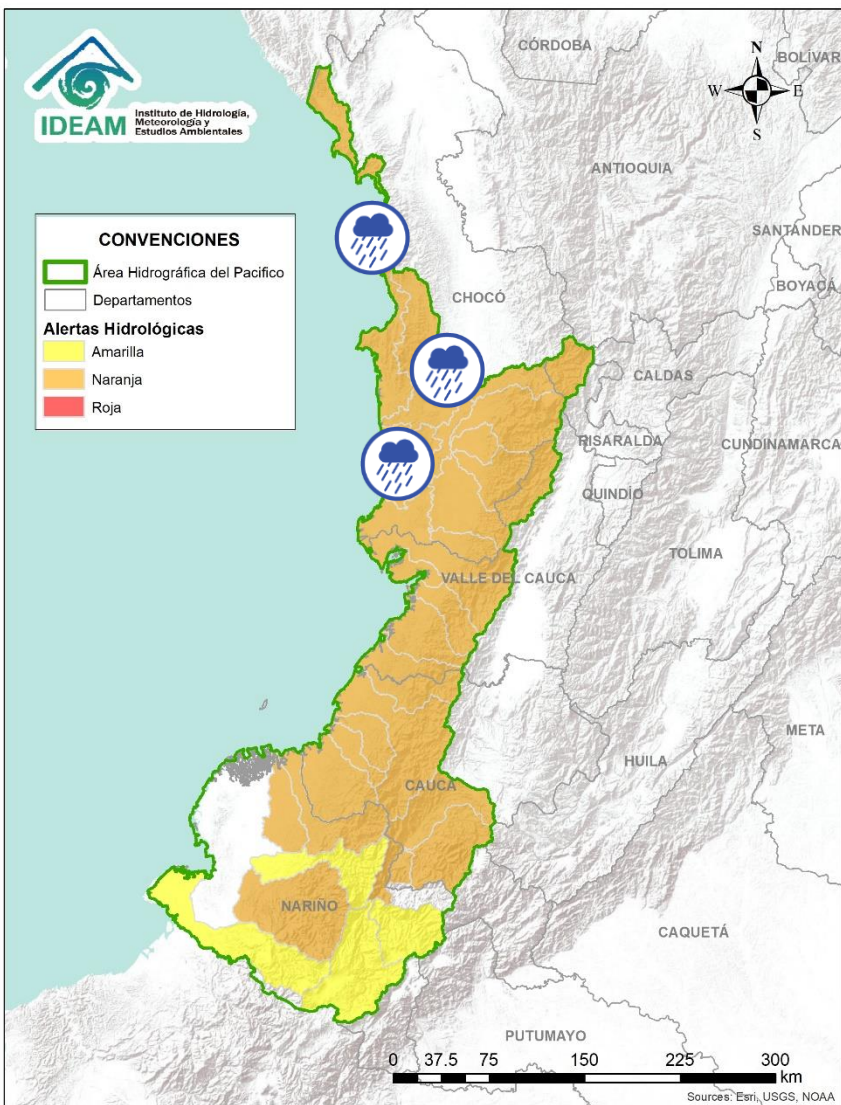 IDEAM
Instituto de Hidrología,
Meteorología y
Estudios Ambientales
CÓRDOBA
BOLÍVAR
N
W
E
S
ANTIOQUIA
SANTANDER
BOYACÁ
CONVENCIONES
Área Hidrográfica del Pacifico
Departamentos
Alertas Hidrológicas
Amarilla
Naranja
Roja
CHOCÓ
CALDAS
RISARALDA
CUNDINAMARCA
QUINDÍO
TOLIMA
VALLE DEL CAUCA
META
HUILA
CAUCA
NARIÑO
CAQUETÁ
PUTUMAYO
0 37.5 75 150 225 300
km
Sources: Esri, USGS, NOAA